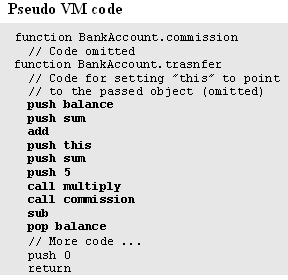 Pseudo VM code
function BankAccount.commission
// Code omitted
function BankAccount.trasnfer
// Code for setting "this" to point
// to the passed object (omitted)
push balance
push sum
add
push this
push sum
push 5
call multiply
call commission
sub
pop balance
// More code ...
push 0
return